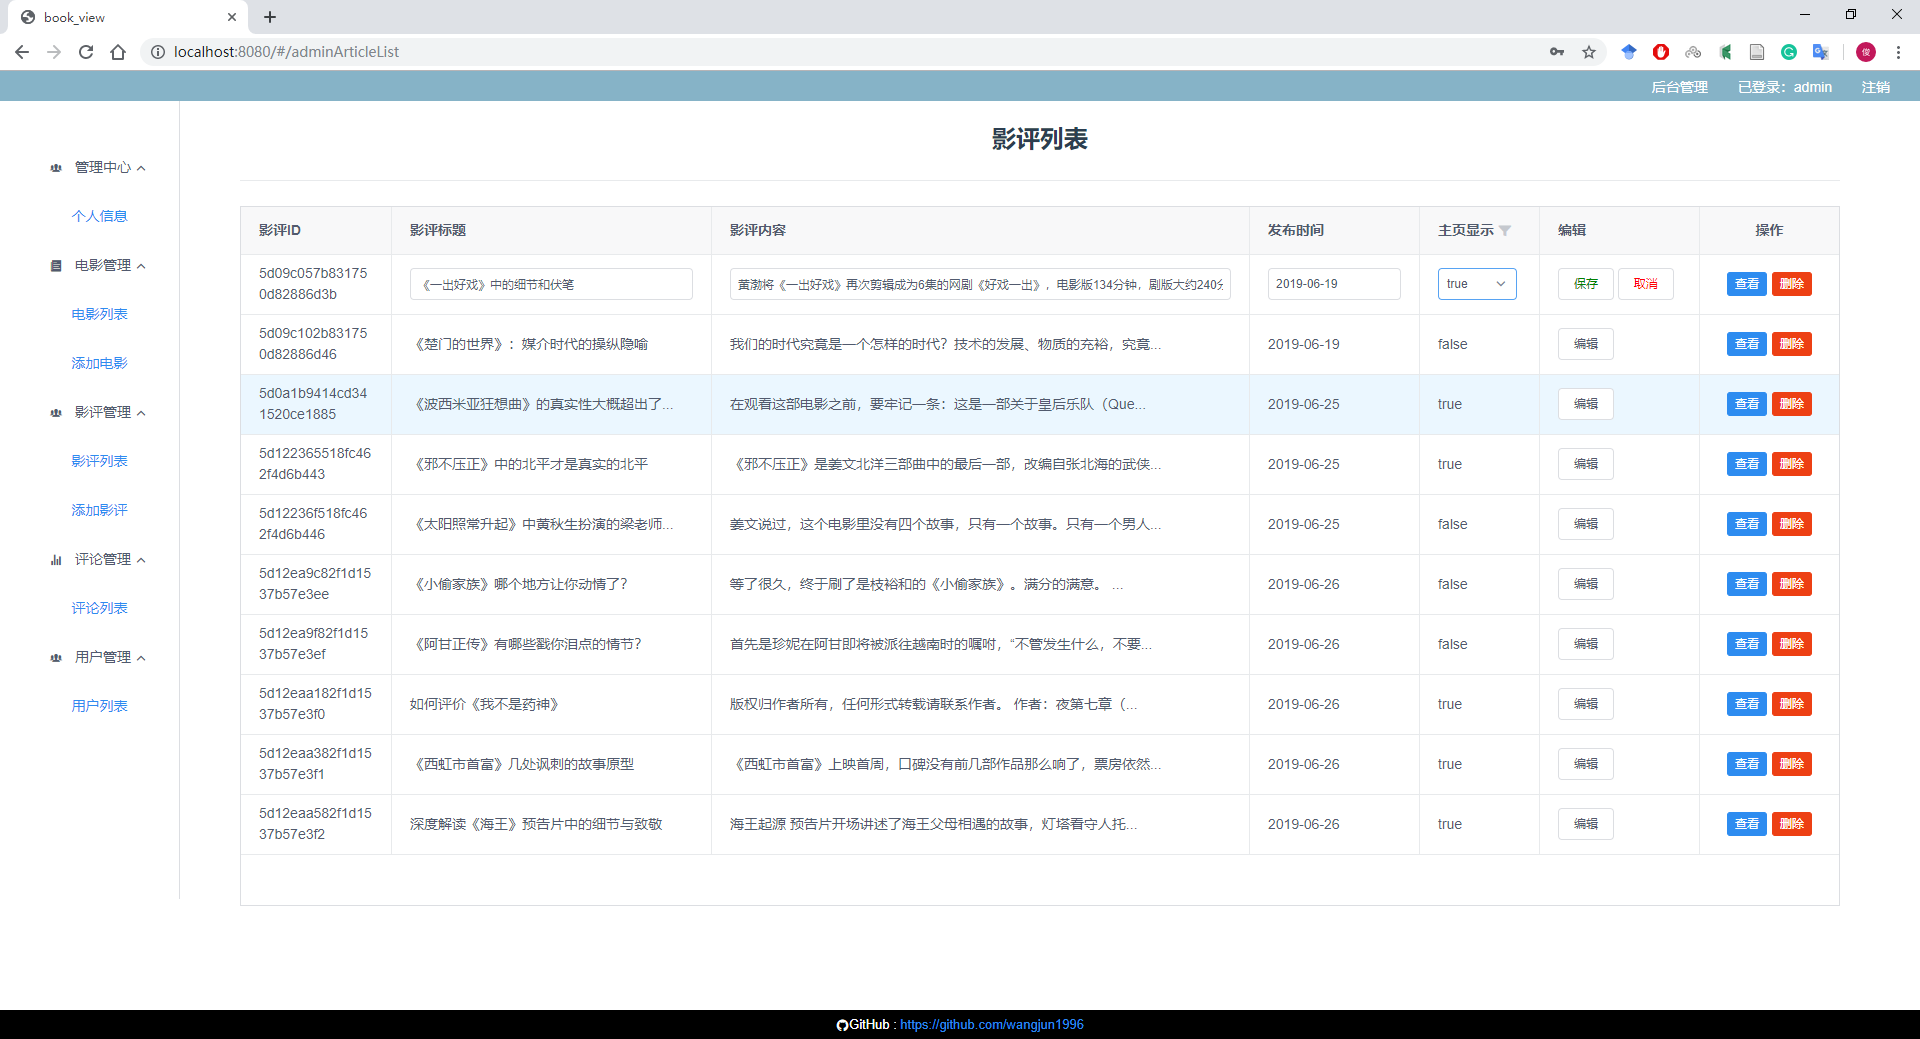 book_view
localhost:8080/#/adminArticleList
后台管理 已登录：admin 注销
管理中心
个人信息
电影管理
电影列表
添加电影
影评管理
影评列表
添加影评
评论管理
评论列表
用户管理
用户列表
影评列表
影评ID 影评标题 影评内容 发布时间 主页显示 编辑 操作
5d09c057b83175
0d82886d3b
《一出好戏》中的细节和伏笔 黄渤将《一出好戏》再次剪辑成为6集的网剧《好戏一出》，电影版134分钟，剧版大约240分 2019-06-19 true 保存 取消 查看 删除
5d09c102b83175
0d82886d46
《楚门的世界》：媒介时代的操纵隐喻 我们的时代究竟是一个怎样的时代？技术的发展、物质的充裕，究竟... 2019-06-19 false 编辑 查看 删除
5d0a1b9414cd34
1520ce1885
《波西米亚狂想曲》的真实性大概超出了... 在观看这部电影之前，要牢记一条：这是一部关于皇后乐队（Que... 2019-06-25 true 编辑 查看 删除
5d122365518fc46
2f4d6b443
《邪不压正》中的北平才是真实的北平 《邪不压正》是姜文北洋三部曲中的最后一部，改编自张北海的武侠... 2019-06-25 true 编辑 查看 删除
5d12236f518fc46
2f4d6b446
《太阳照常升起》中黄秋生扮演的梁老师... 姜文说过，这个电影里没有四个故事，只有一个故事。只有一个男人... 2019-06-25 false 编辑 查看 删除
5d12ea9c82f1d15
37b57e3ee
《小偷家族》哪个地方让你动情了？ 等了很久，终于刷了是枝裕和的《小偷家族》。满分的满意。 ... 2019-06-26 false 编辑 查看 删除
5d12ea9f82f1d15
37b57e3ef
《阿甘正传》有哪些戳你泪点的情节？ 首先是珍妮在阿甘即将被派往越南时的嘱咐，“不管发生什么，不要... 2019-06-26 false 编辑 查看 删除
5d12eaa182f1d15
37b57e3f0
如何评价《我不是药神》 版权归作者所有，任何形式转载请联系作者。 作者：夜第七章（... 2019-06-26 true 编辑 查看 删除
5d12eaa382f1d15
37b57e3f1
《西虹市首富》几处讽刺的故事原型 《西虹市首富》上映首周，口碑没有前几部作品那么响了，票房依然... 2019-06-26 true 编辑 查看 删除
5d12eaa582f1d15
37b57e3f2
深度解读《海王》预告片中的细节与致敬 海王起源 预告片开场讲述了海王父母相遇的故事，灯塔看守人托... 2019-06-26 true 编辑 查看 删除
GitHub : https://github.com/wangjun1996